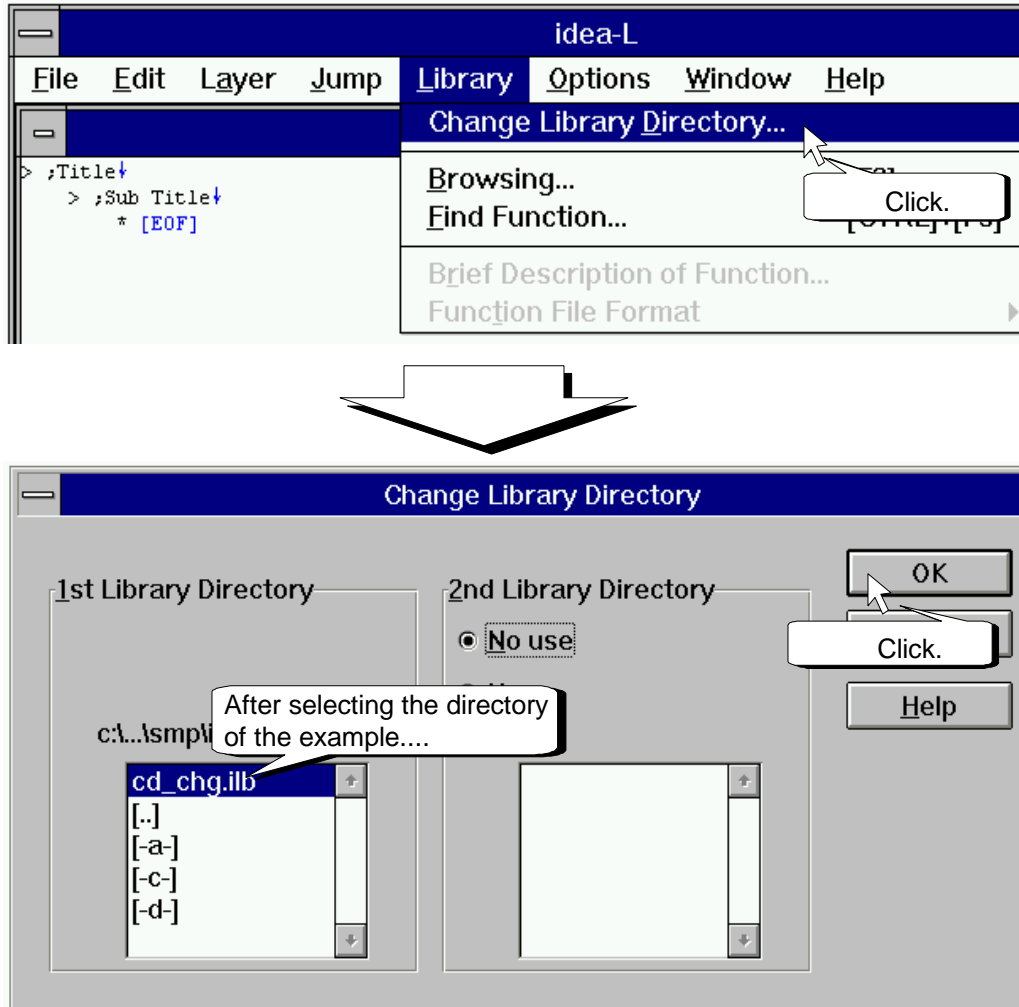 idea-L
File Edit Layer Jump Library Options Window Help
Change Library Directory...
> ;Title↓
> ;Sub Title↓
* [EOF]
Browsing...
Click.
Find Function...
Brief Description of Function...
Function File Format
Change Library Directory
1st Library Directory
2nd Library Directory
OK
No use
Click.
After selecting the directory
of the example....
Help
c:\...\smp\i
cd_chg.ilb
[..]
[-a-]
[-c-]
[-d-]